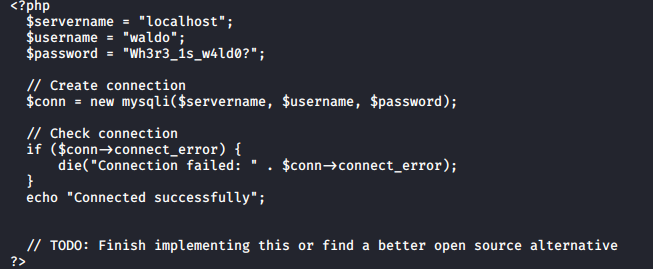 <?php
  $servername = "localhost";
  $username = "waldo";
  $password = "Wh3r3_1s_w4ld0?";

  // Create connection
  $conn = new mysqli($servername, $username, $password);

  // Check connection
  if ($conn->connect_error) {
      die("Connection failed: " . $conn->connect_error);
  }
  echo "Connected successfully";


  // TODO: Finish implementing this or find a better open source alternative
?>